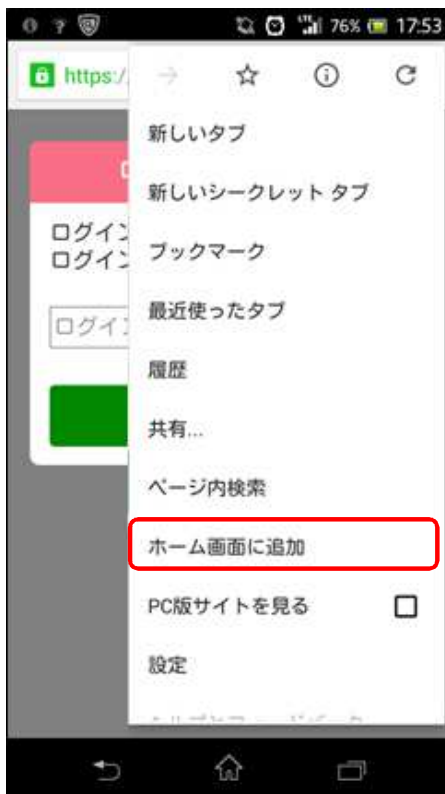 76% 17:53
https:/
新しいタブ
新しいシークレット タブ
ログイン
ログイン
ブックマーク
最近使ったタブ
ログイン
履歴
共有...
ページ内検索
ホーム画面に追加
PC版サイトを見る
設定